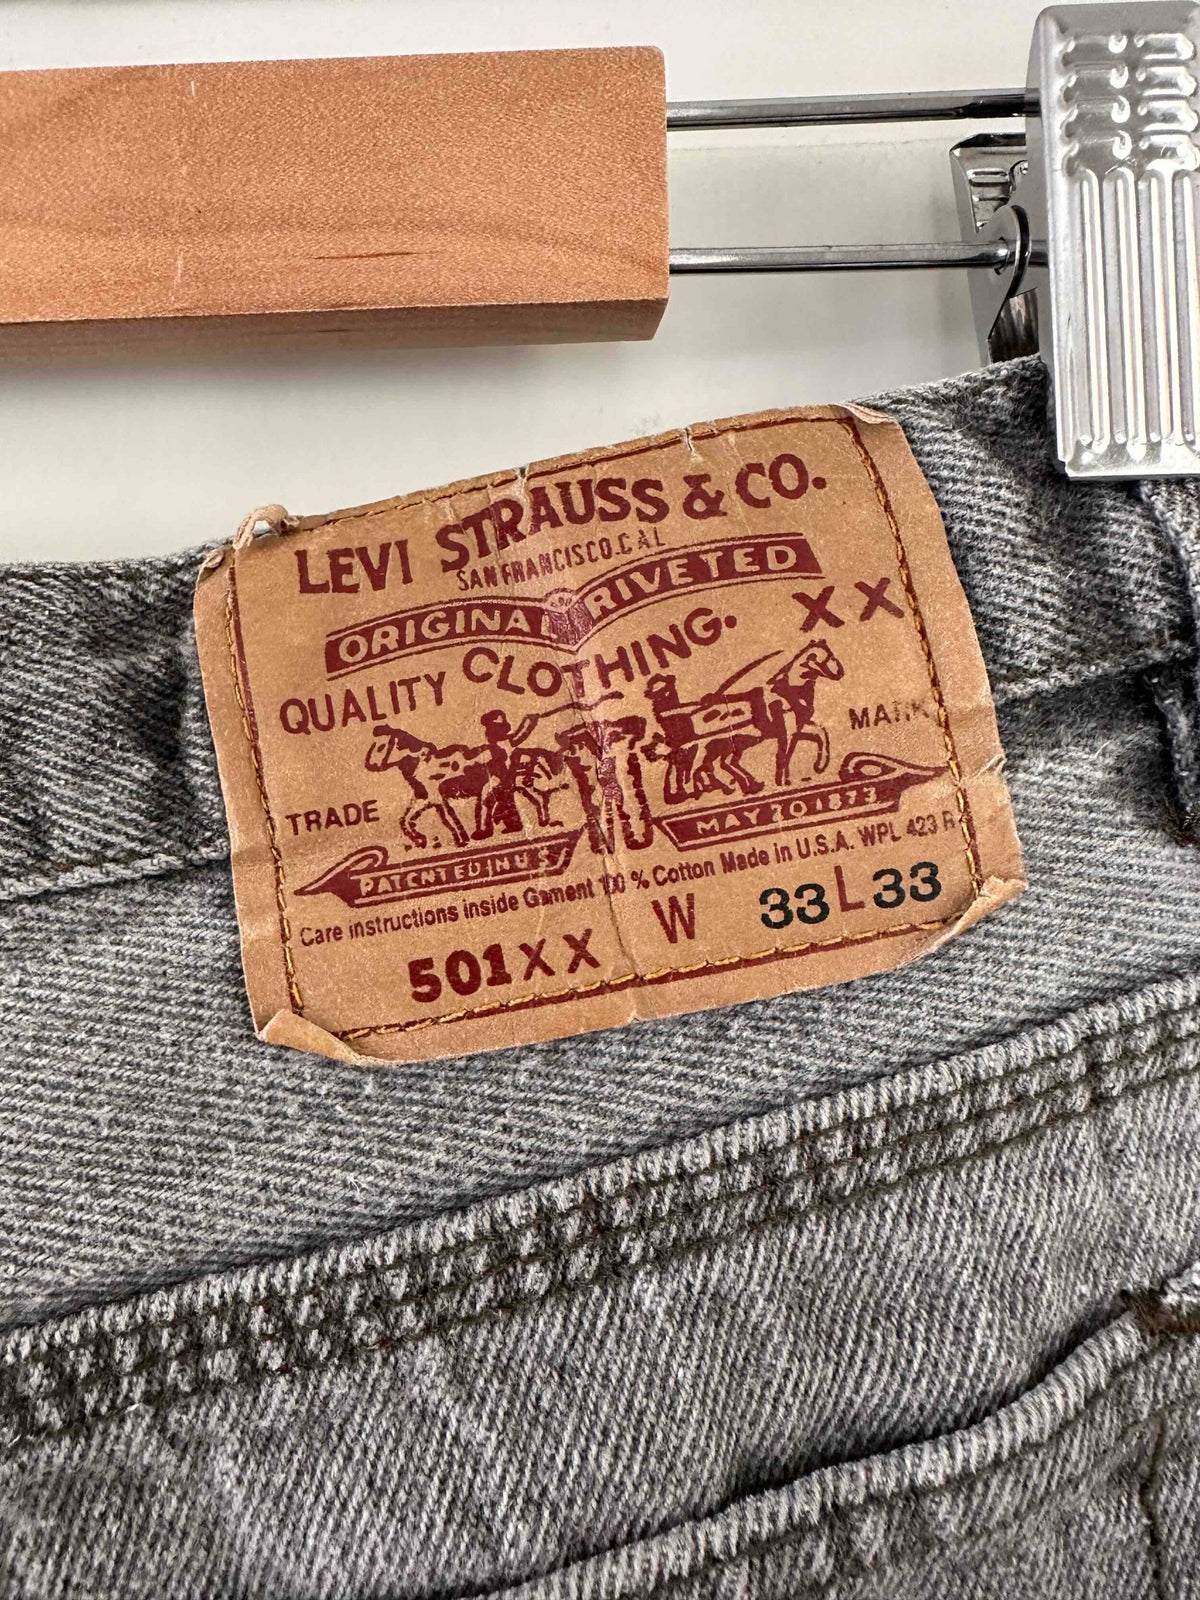 LEVI STRAUSS & CO.
SAN FRANCISCO.CAL
ORIGINAL RIVETED
QUALITY CLOTHING. XX
TRADE MARK
PATENTED IN U.S. MAY 20 1873
Care instructions inside Garment 100 % Cotton Made in U.S.A. WPL 423 R
501XX W 33 L 33